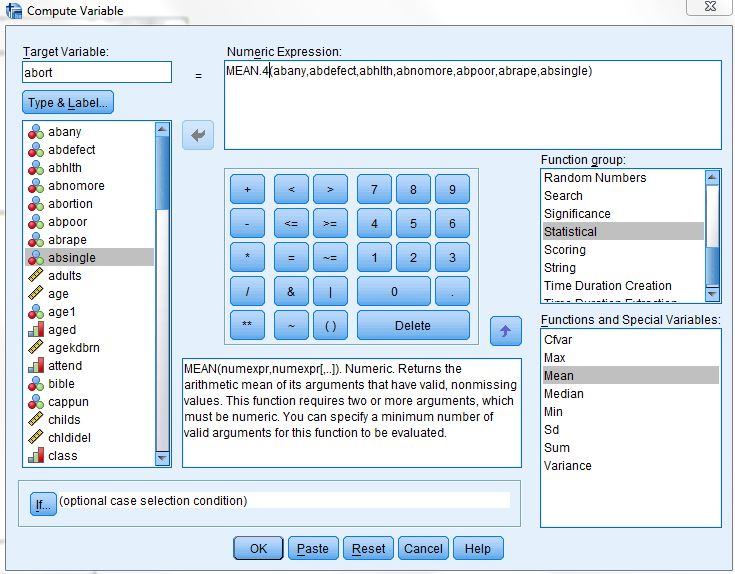 Compute Variable
Target Variable:
abort
=
Numeric Expression:
MEAN.4(abany,abdefect,abhlth,abnomore,abpoor,abrape,absingle)
Type & Label...
abany
abdefect
abhlth
abnomore
abortion
abpoor
abrape
absingle
adults
age
age1
aged
agekdbrn
attend
bible
cappun
childs
chldidel
class
+ < > 7 8 9
- <= >= 4 5 6
* = ~= 1 2 3
/ & | 0 .
** ~ ( ) Delete
Function group:
Random Numbers
Search
Significance
Statistical
Scoring
String
Time Duration Creation
Time Duration Extraction
Functions and Special Variables:
Cfvar
Max
Mean
Median
Min
Sd
Sum
Variance
MEAN(numexpr,numexpr[,..]). Numeric. Returns the
arithmetic mean of its arguments that have valid, nonmissing
values. This function requires two or more arguments, which
must be numeric. You can specify a minimum number of
valid arguments for this function to be evaluated.
If... (optional case selection condition)
OK Paste Reset Cancel Help